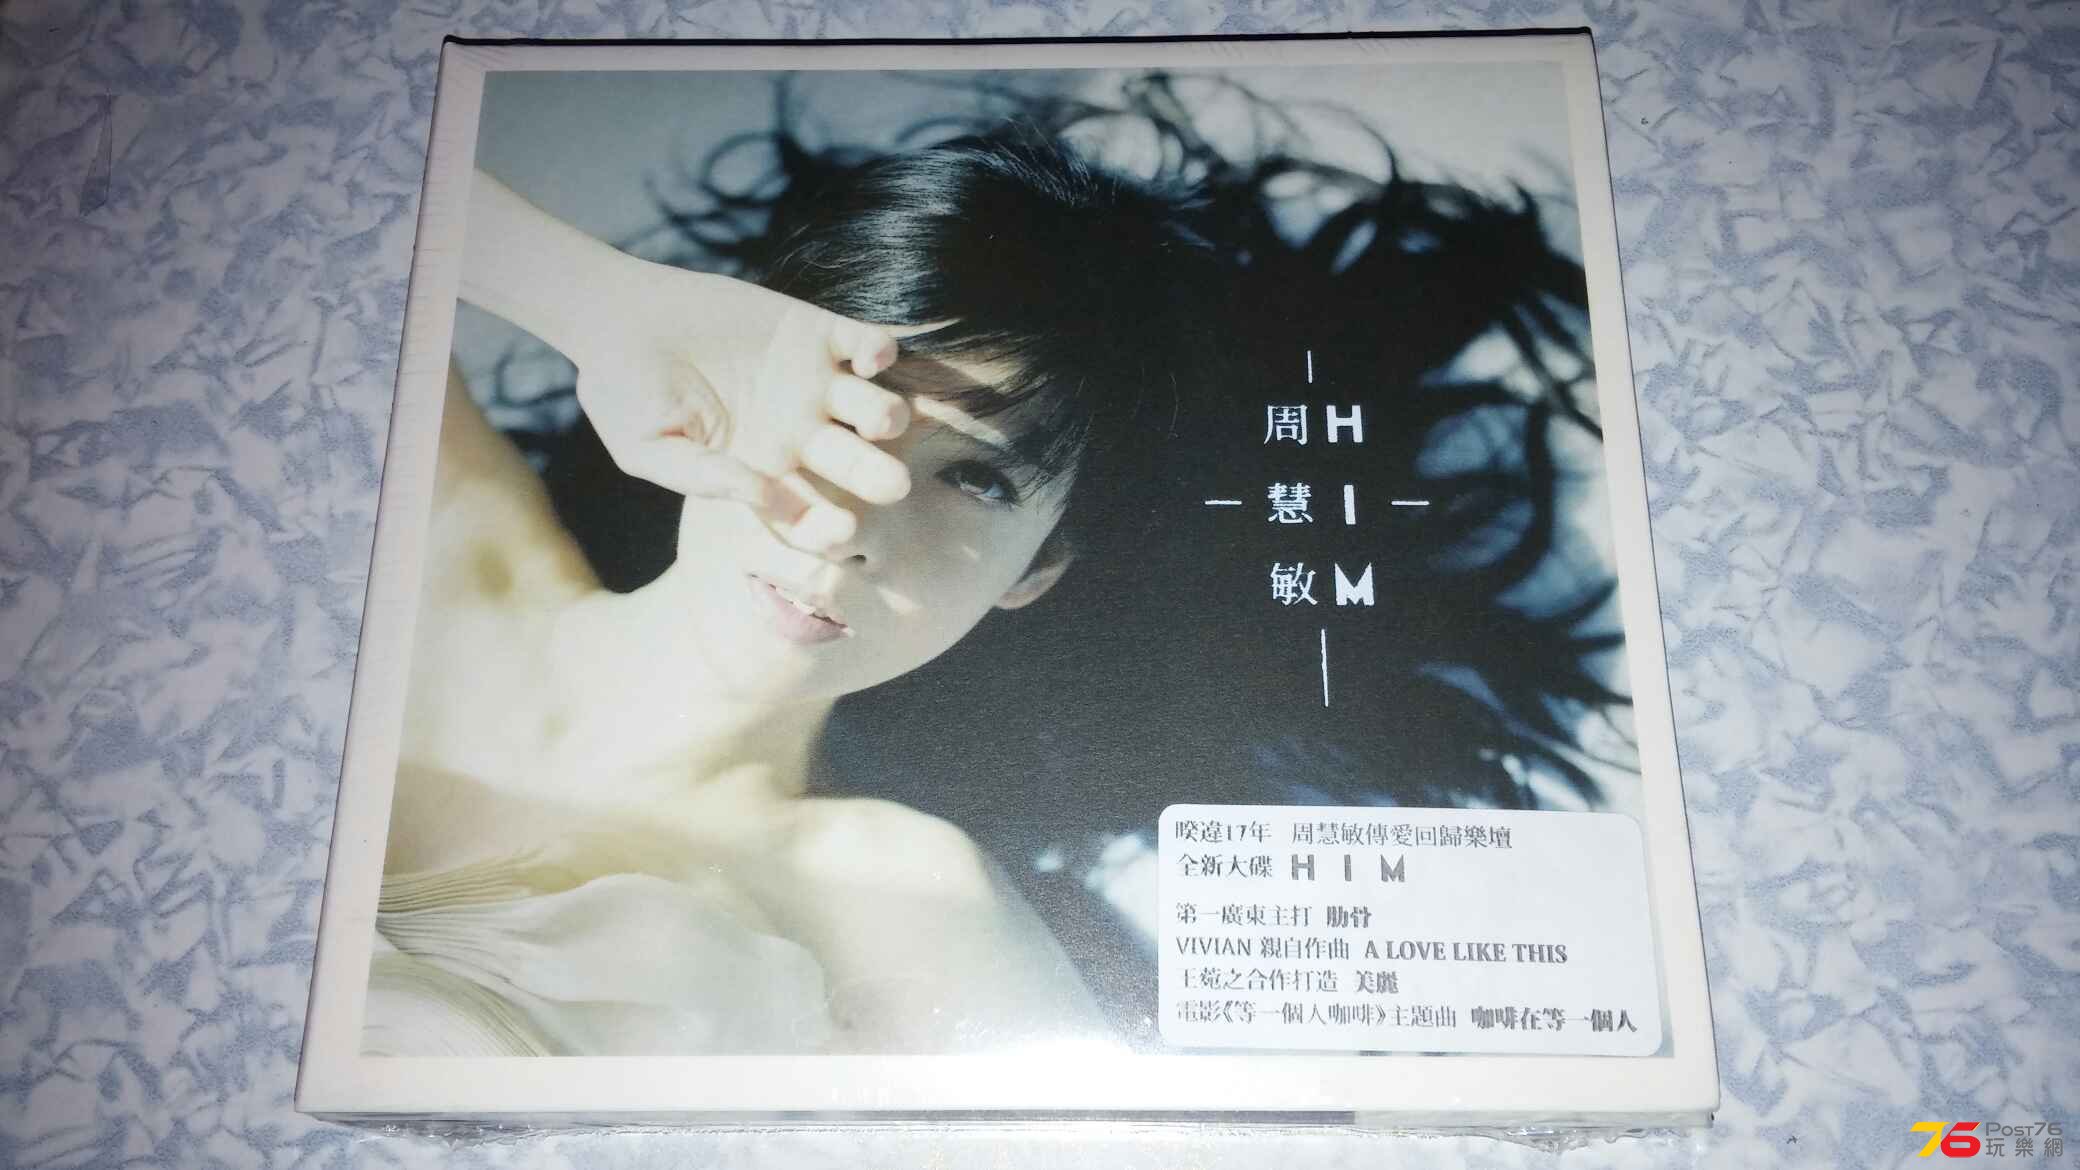 周 H
慧 I
敏 M
暌違17年 周慧敏傳愛回歸樂壇
全新大碟 H I M
第一廣東主打 肋骨
VIVIAN 親自作曲 A LOVE LIKE THIS
王菀之合作打造 美麗
電影《等一個人咖啡》主題曲 咖啡在等一個人
76 Post76
玩樂網